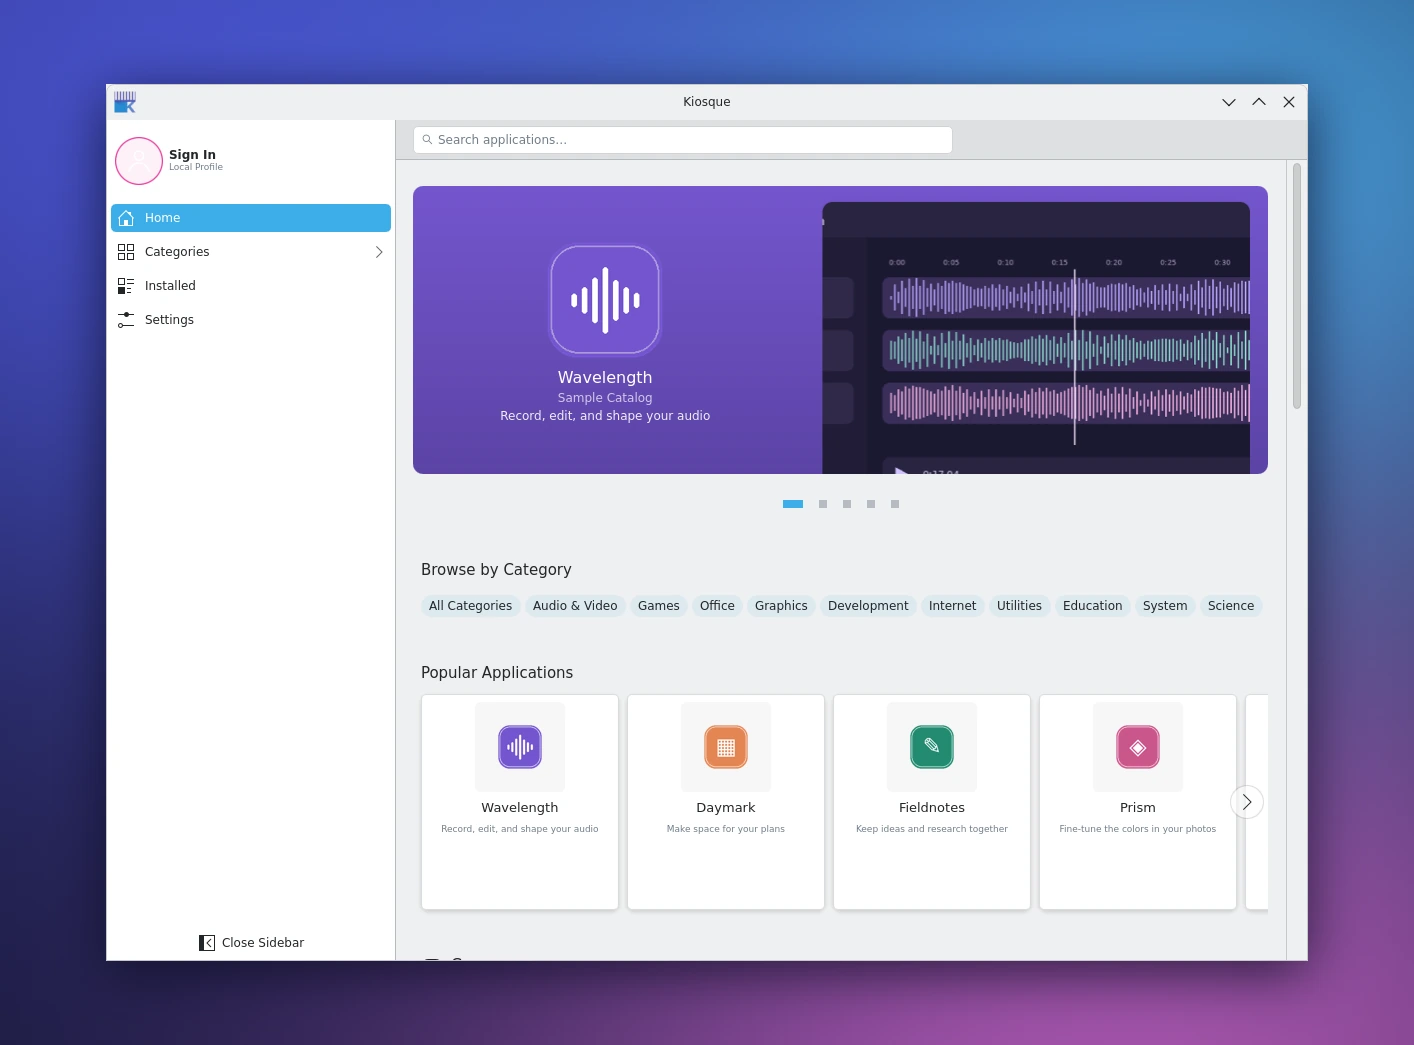 Kiosque
Search applications...
Sign In
Local Profile
Home
Categories
Installed
Settings
Close Sidebar
Wavelength
Sample Catalog
Record, edit, and shape your audio
0:00 0:05 0:10 0:15 0:20 0:25 0:30
Browse by Category
All Categories Audio & Video Games Office Graphics Development Internet Utilities Education System Science
Popular Applications
Wavelength
Record, edit, and shape your audio
Daymark
Make space for your plans
Fieldnotes
Keep ideas and research together
Prism
Fine-tune the colors in your photos